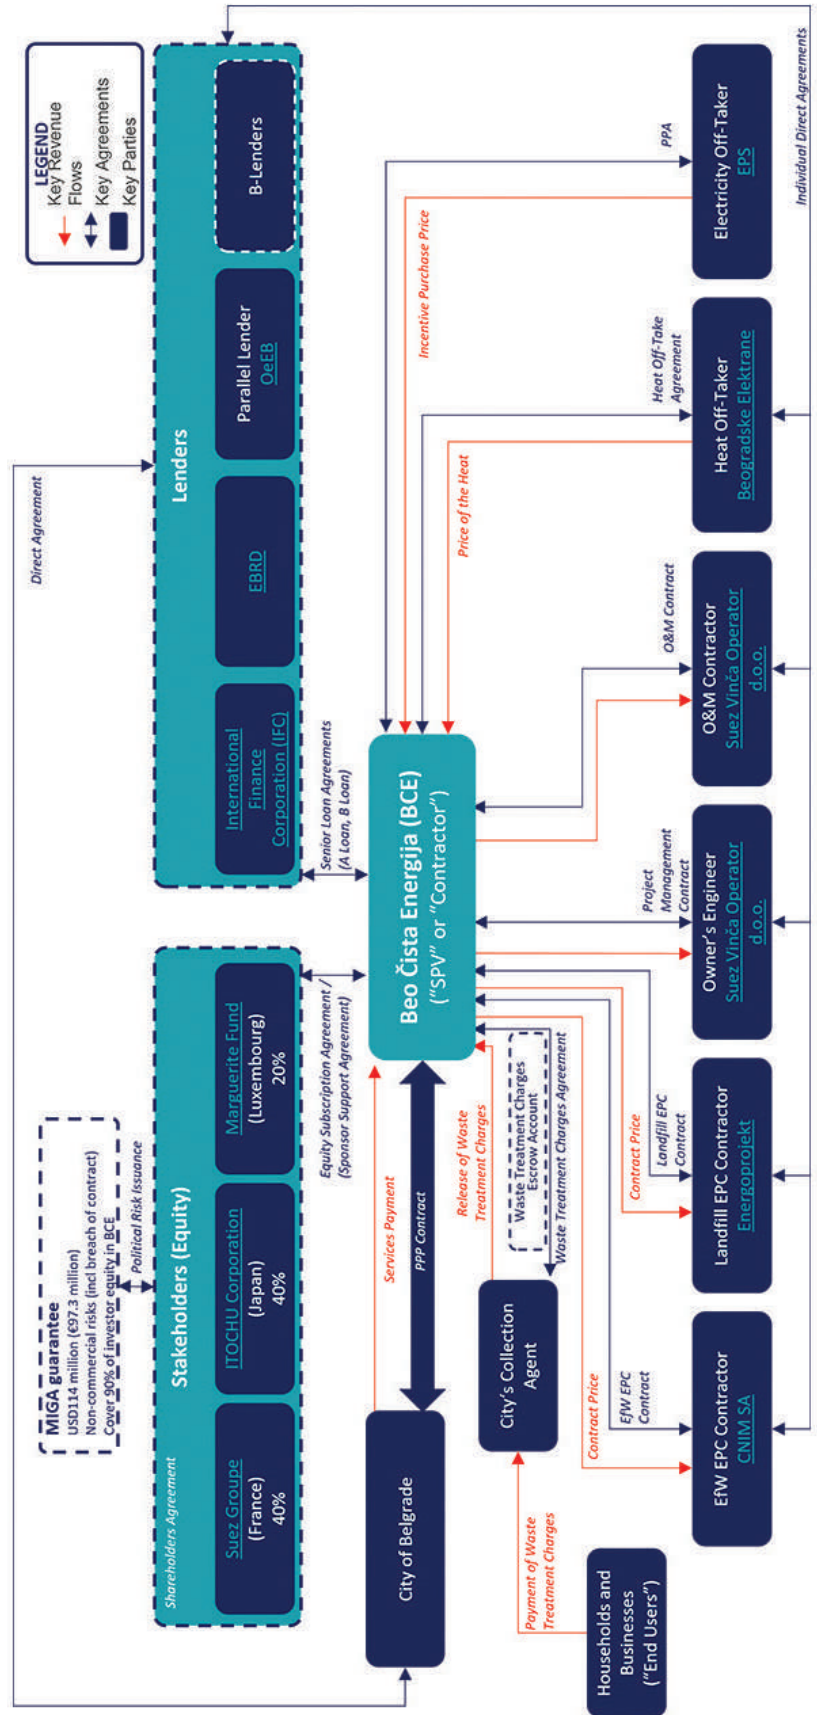 LEGEND
Key Revenue
Flows
Key Agreements
Key Parties
MIGA guarantee
USD114 million (€97.3 million)
Non-commercial risks (incl breach of contract)
Cover 90% of investor equity in BCE
Political Risk Issuance
Direct Agreement
Shareholders Agreement
Stakeholders (Equity)
Suez Groupe
(France)
40%
ITOCHU Corporation
(Japan)
40%
Marguerite Fund
(Luxembourg)
20%
Lenders
International
Finance
Corporation (IFC)
EBRD
Parallel Lender
OeEB
B-Lenders
Equity Subscription Agreement /
(Sponsor Support Agreement)
Senior Loan Agreements
(A Loan, B Loan)
City of Belgrade
Services Payment
PPP Contract
Beo Čista Energija (BCE)
("SPV" or "Contractor")
Incentive Purchase Price
PPA
Price of the Heat
Heat Off-Take
Agreement
Release of Waste
Treatment Charges
Waste Treatment Charges
Escrow Account
Waste Treatment Charges Agreement
City's Collection
Agent
Payment of Waste
Treatment Charges
Households and
Businesses
("End Users")
Contract Price
EfW EPC
Contract
Contract Price
Landfill EPC
Contract
Project
Management
Contract
O&M Contract
EfW EPC Contractor
CNIM SA
Landfill EPC Contractor
Energoprojekt
Owner's Engineer
Suez Vinča Operator
d.o.o.
O&M Contractor
Suez Vinča Operator
d.o.o.
Heat Off-Taker
Beogradske Elektrane
Electricity Off-Taker
EPS
Individual Direct Agreements